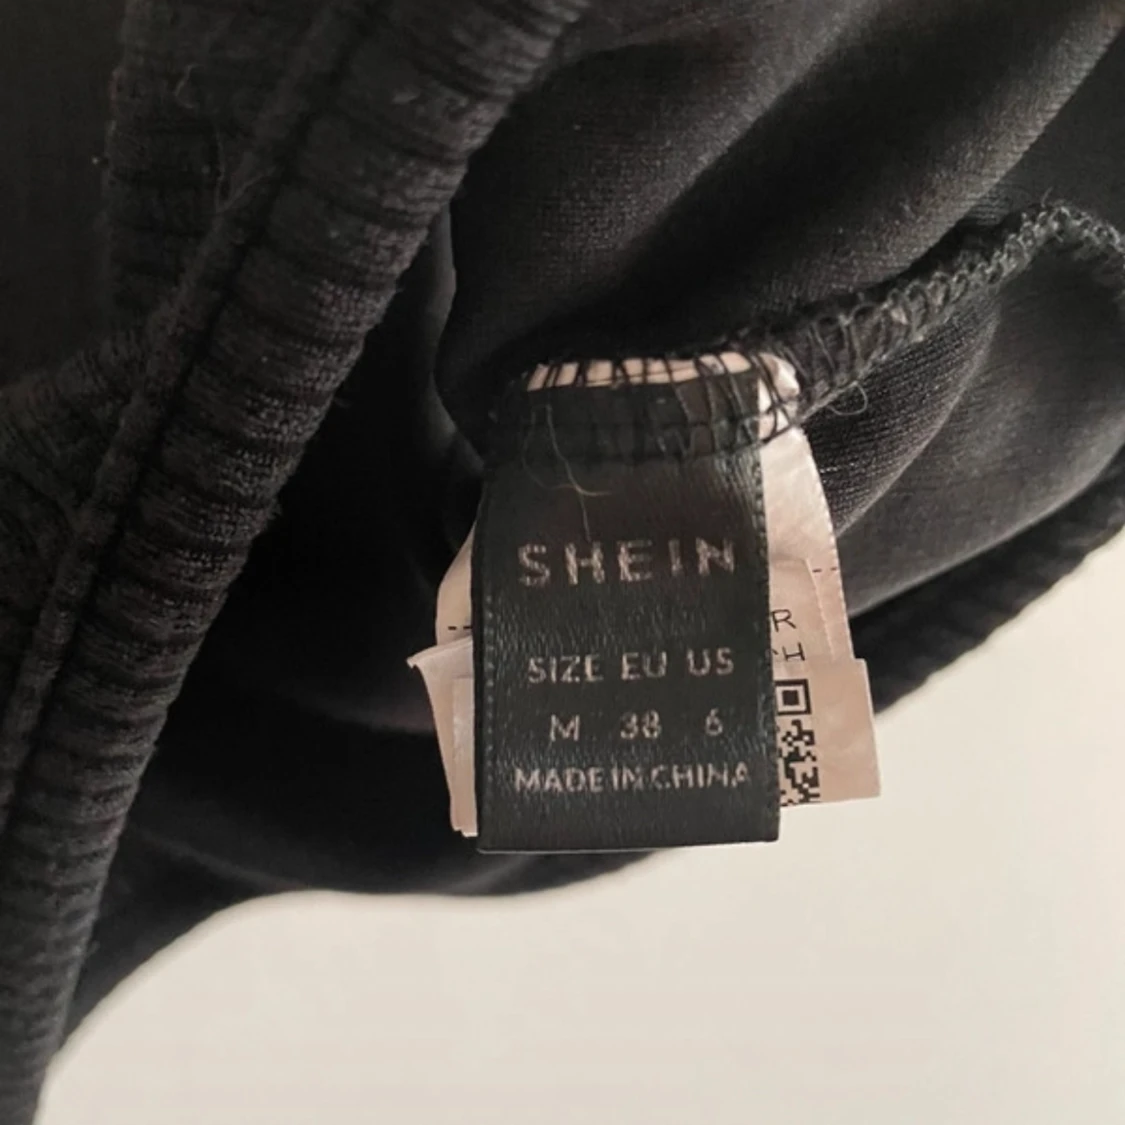 SHEIN
SIZE EU US
M 38 6
MADE IN CHINA
R
H